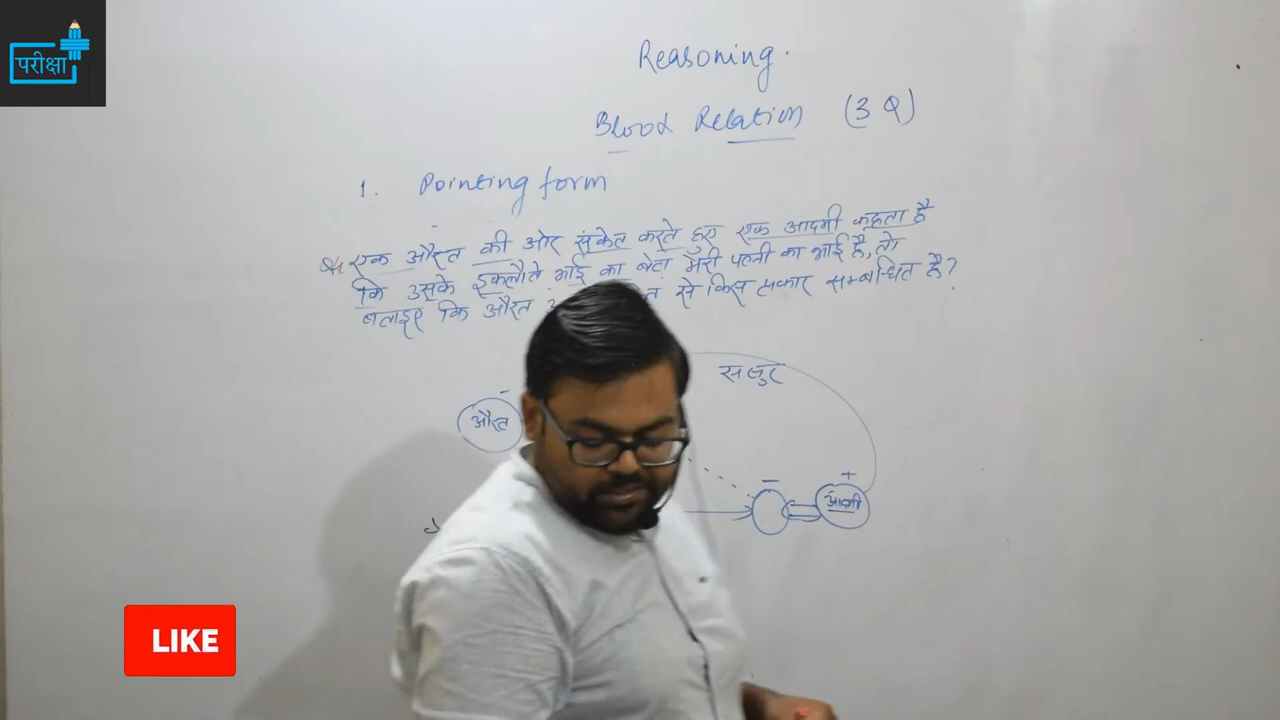 परीक्षा
Reasoning.
Blood Relation (3 Q)
1. Pointing form
Q. एक औरत की ओर संकेत करते हुए एक आदमी कहता है
कि उसके इकलौते भाई का बेटा मेरी पत्नी का भाई है, तो
बताइए कि औरत से किस प्रकार सम्बन्धित है?
ससुर
औरत
आदमी
LIKE